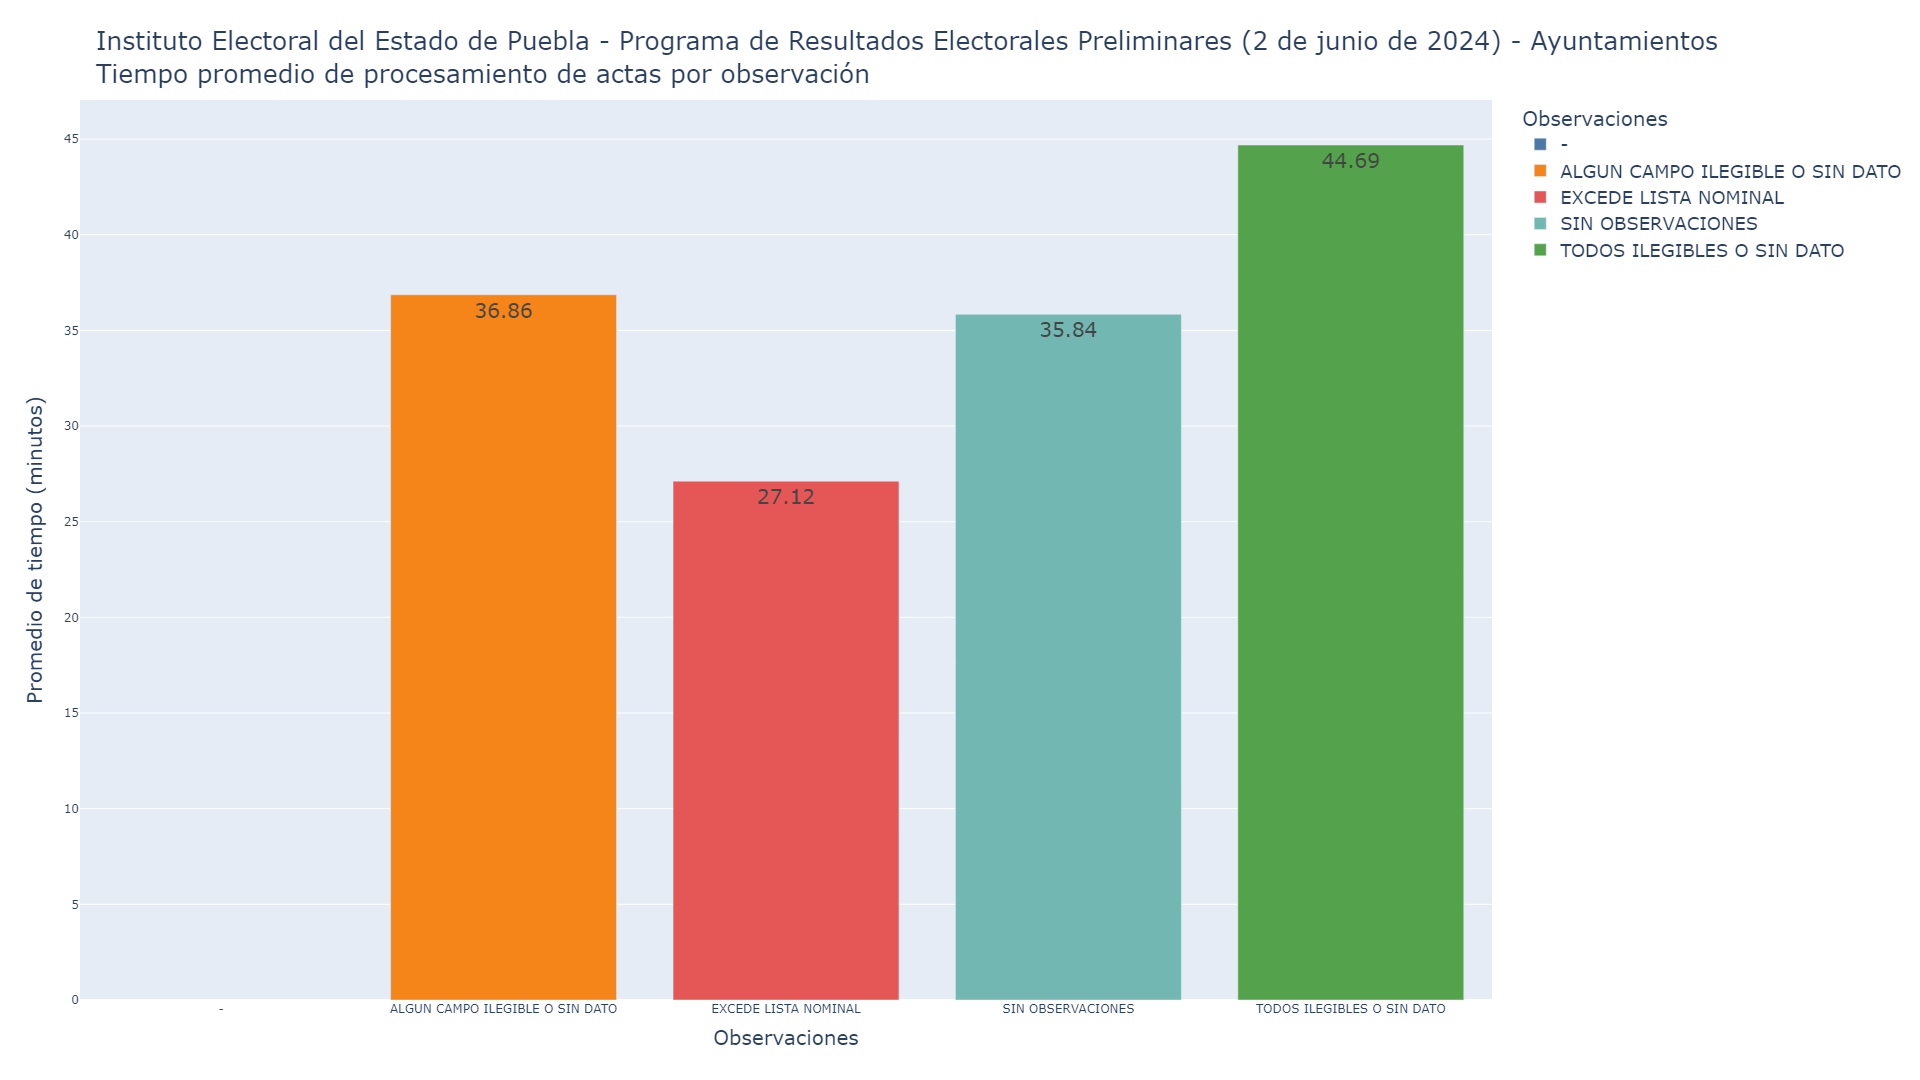 Instituto Electoral del Estado de Puebla - Programa de Resultados Electorales Preliminares (2 de junio de 2024) - Ayuntamientos
Tiempo promedio de procesamiento de actas por observación
Promedio de tiempo (minutos)
45
40
35
30
25
20
15
10
5
0
36.86
27.12
35.84
44.69
-
ALGUN CAMPO ILEGIBLE O SIN DATO
EXCEDE LISTA NOMINAL
SIN OBSERVACIONES
TODOS ILEGIBLES O SIN DATO
Observaciones
Observaciones
-
ALGUN CAMPO ILEGIBLE O SIN DATO
EXCEDE LISTA NOMINAL
SIN OBSERVACIONES
TODOS ILEGIBLES O SIN DATO